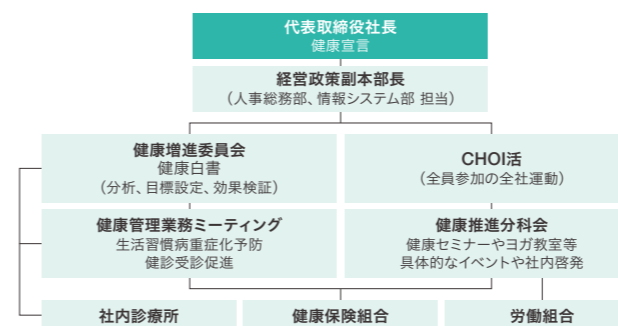 代表取締役社長
健康宣言
経営政策副本部長
（人事総務部、情報システム部 担当）
健康増進委員会
健康白書
（分析、目標設定、効果検証）
CHOI活
（全員参加の全社運動）
健康管理業務ミーティング
生活習慣病重症化予防
健診受診促進
健康推進分科会
健康セミナーやヨガ教室等
具体的なイベントや社内啓発
社内診療所
健康保険組合
労働組合